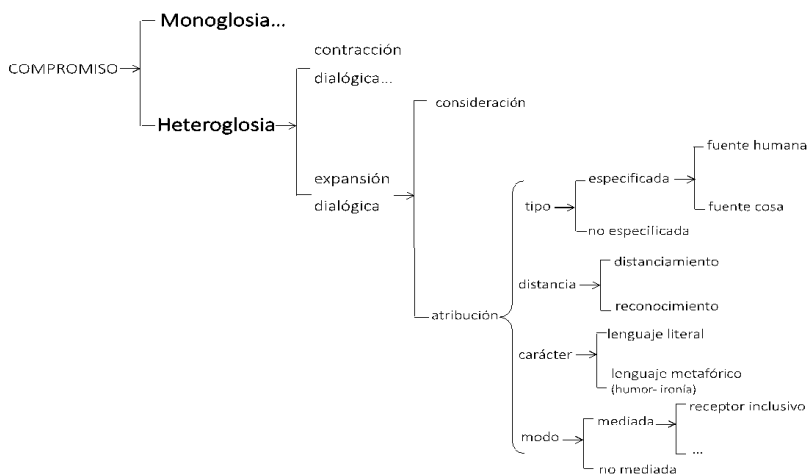 Monoglosia...
COMPROMISO
Heteroglosia
contracción
dialógica...
expansión
dialógica
consideración
atribución
tipo
especificada
fuente humana
fuente cosa
no especificada
distancia
distanciamiento
reconocimiento
carácter
lenguaje literal
lenguaje metafórico
(humor- ironía)
modo
mediada
receptor inclusivo
...
no mediada